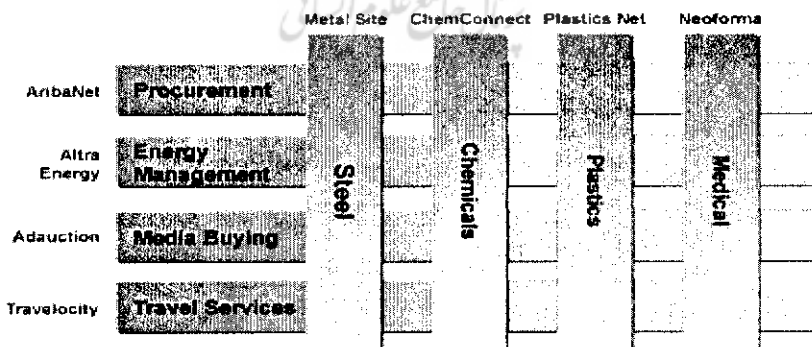 Metal Site ChemConnect Plastics Net Neoforma
AribaNet Procurement
Altra Energy
Energy Management
Adauction Media Buying
Travelocity Travel Services
Steel
Chemicals
Plastics
Medical